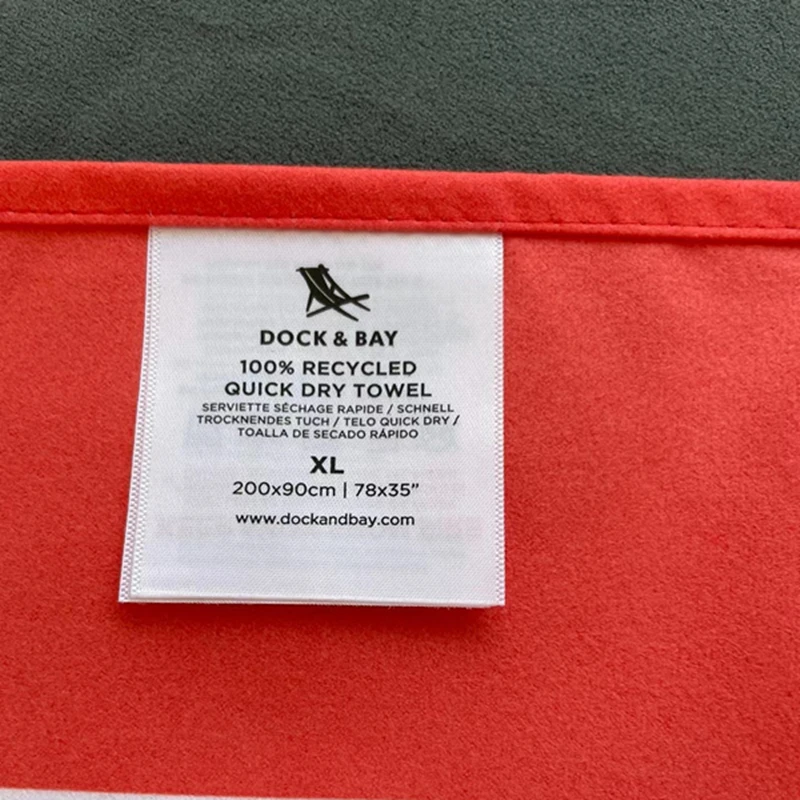 DOCK & BAY
100% RECYCLED
QUICK DRY TOWEL
SERVIETTE SÉCHAGE RAPIDE / SCHNELL
TROCKNENDES TUCH / TELO QUICK DRY /
TOALLA DE SECADO RÁPIDO
XL
200x90cm | 78x35"
www.dockandbay.com